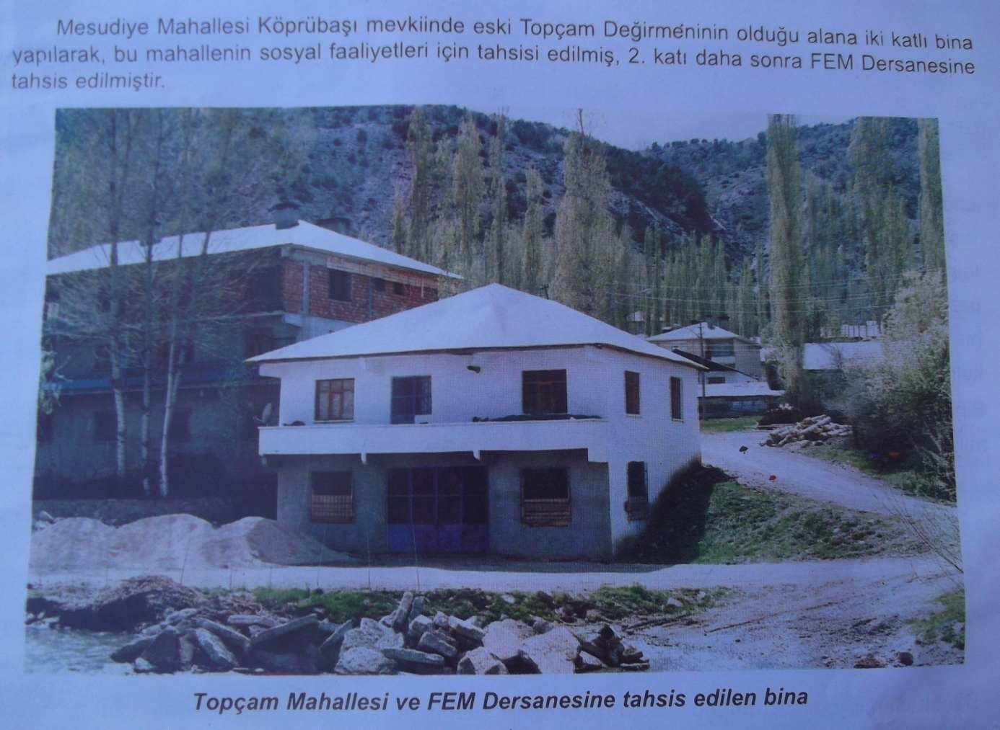 Mesudiye Mahallesi Köprübaşı mevkiinde eski Topçam Değirmeninin olduğu alana iki katlı bina
yapılarak, bu mahallenin sosyal faaliyetleri için tahsisi edilmiş, 2. katı daha sonra FEM Dersanesine
tahsis edilmiştir.
Topçam Mahallesi ve FEM Dersanesine tahsis edilen bina